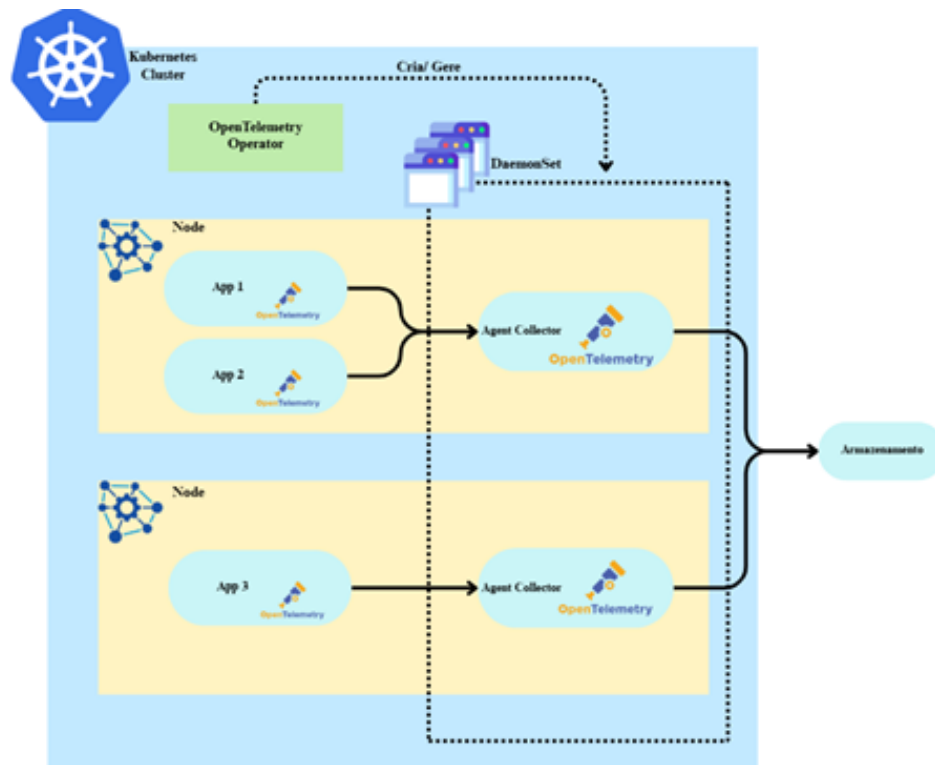 Kubernetes
Cluster
Cria/ Gere
OpenTelemetry
Operator
DaemonSet
Node
App 1
OpenTelemetry
App 2
OpenTelemetry
Agent Collector
OpenTelemetry
Armazenamento
Node
App 3
OpenTelemetry
Agent Collector
OpenTelemetry